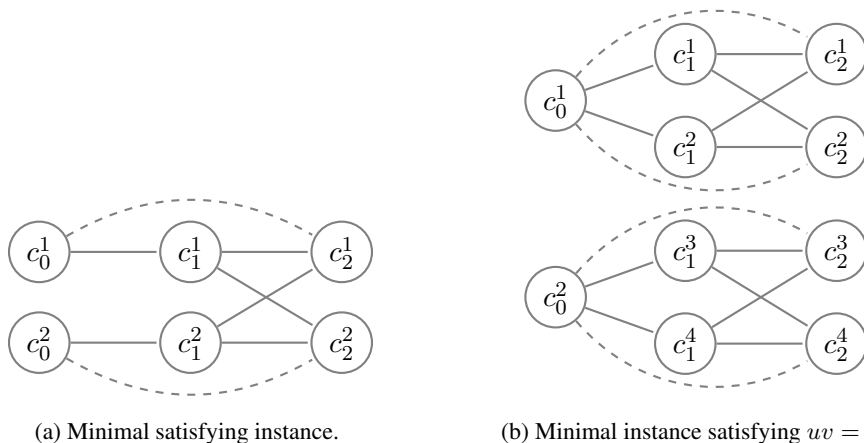 c_1^1 c_2^1
c_0^1
c_1^2 c_2^2
c_0^1 c_1^1 c_2^1
c_1^3 c_2^3
c_0^2
c_0^2 c_1^2 c_2^2
c_1^4 c_2^4
(a) Minimal satisfying instance.
(b) Minimal instance satisfying uv =